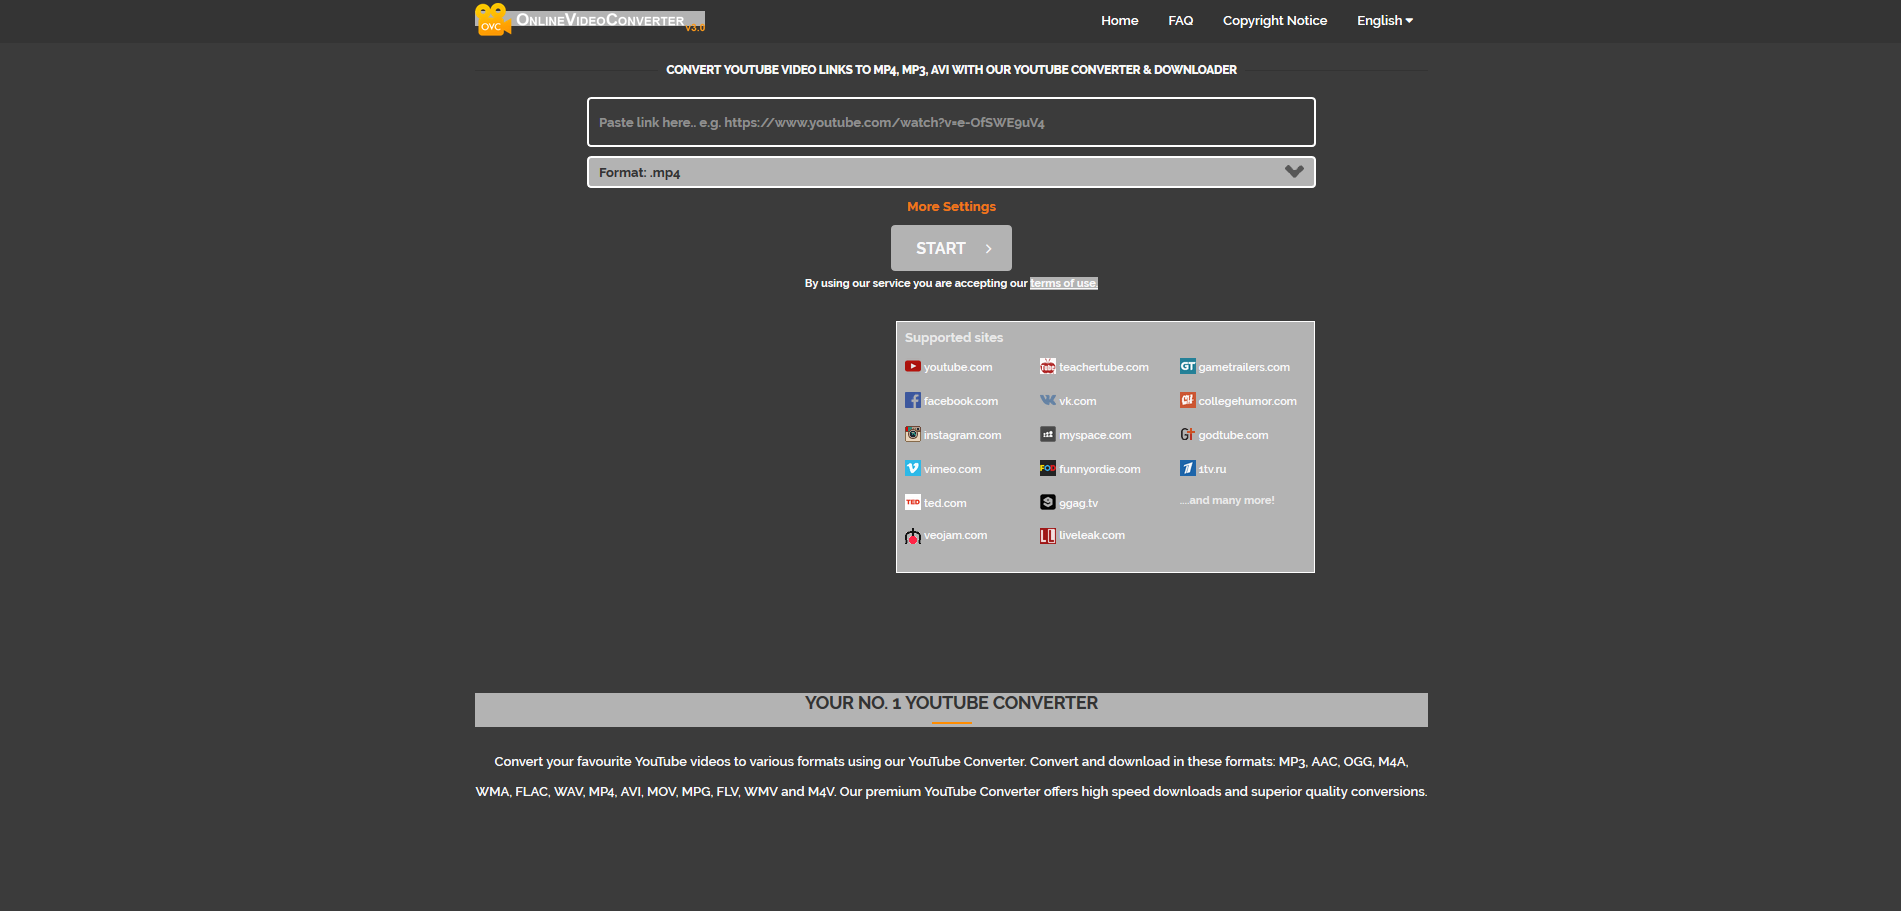 OVC OnlineVideoConverter v3.0
Home FAQ Copyright Notice English
CONVERT YOUTUBE VIDEO LINKS TO MP4, MP3, AVI WITH OUR YOUTUBE CONVERTER & DOWNLOADER
Paste link here.. e.g. https://www.youtube.com/watch?v=e-OfSWE9uV4
Format: .mp4
More Settings
START
By using our service you are accepting our terms of use.
Supported sites
youtube.com Tube teachertube.com GT gametrailers.com
facebook.com vk.com CH collegehumor.com
instagram.com myspace.com Gt godtube.com
vimeo.com FOD funnyordie.com 1tv.ru
TED ted.com 9gag.tv ....and many more!
veojam.com LL liveleak.com
YOUR NO. 1 YOUTUBE CONVERTER
Convert your favourite YouTube videos to various formats using our YouTube Converter. Convert and download in these formats: MP3, AAC, OGG, M4A,
WMA, FLAC, WAV, MP4, AVI, MOV, MPG, FLV, WMV and M4V. Our premium YouTube Converter offers high speed downloads and superior quality conversions.